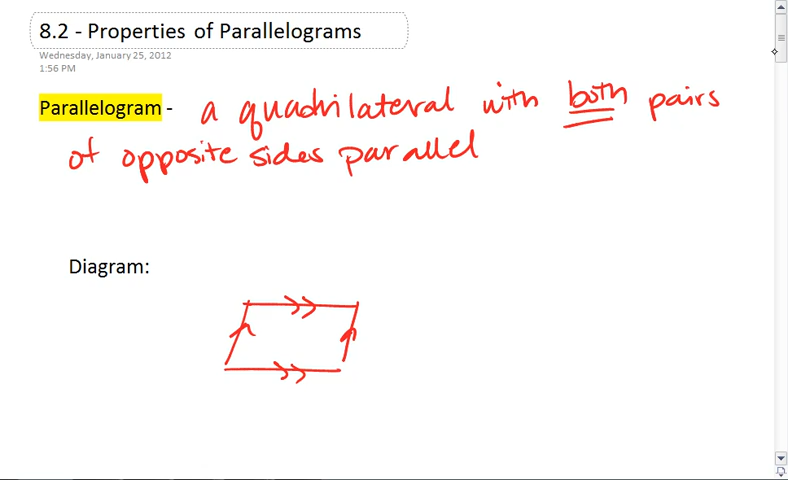 8.2 - Properties of Parallelograms
Wednesday, January 25, 2012
1:56 PM
Parallelogram - a quadrilateral with both pairs
of opposite sides parallel
Diagram: